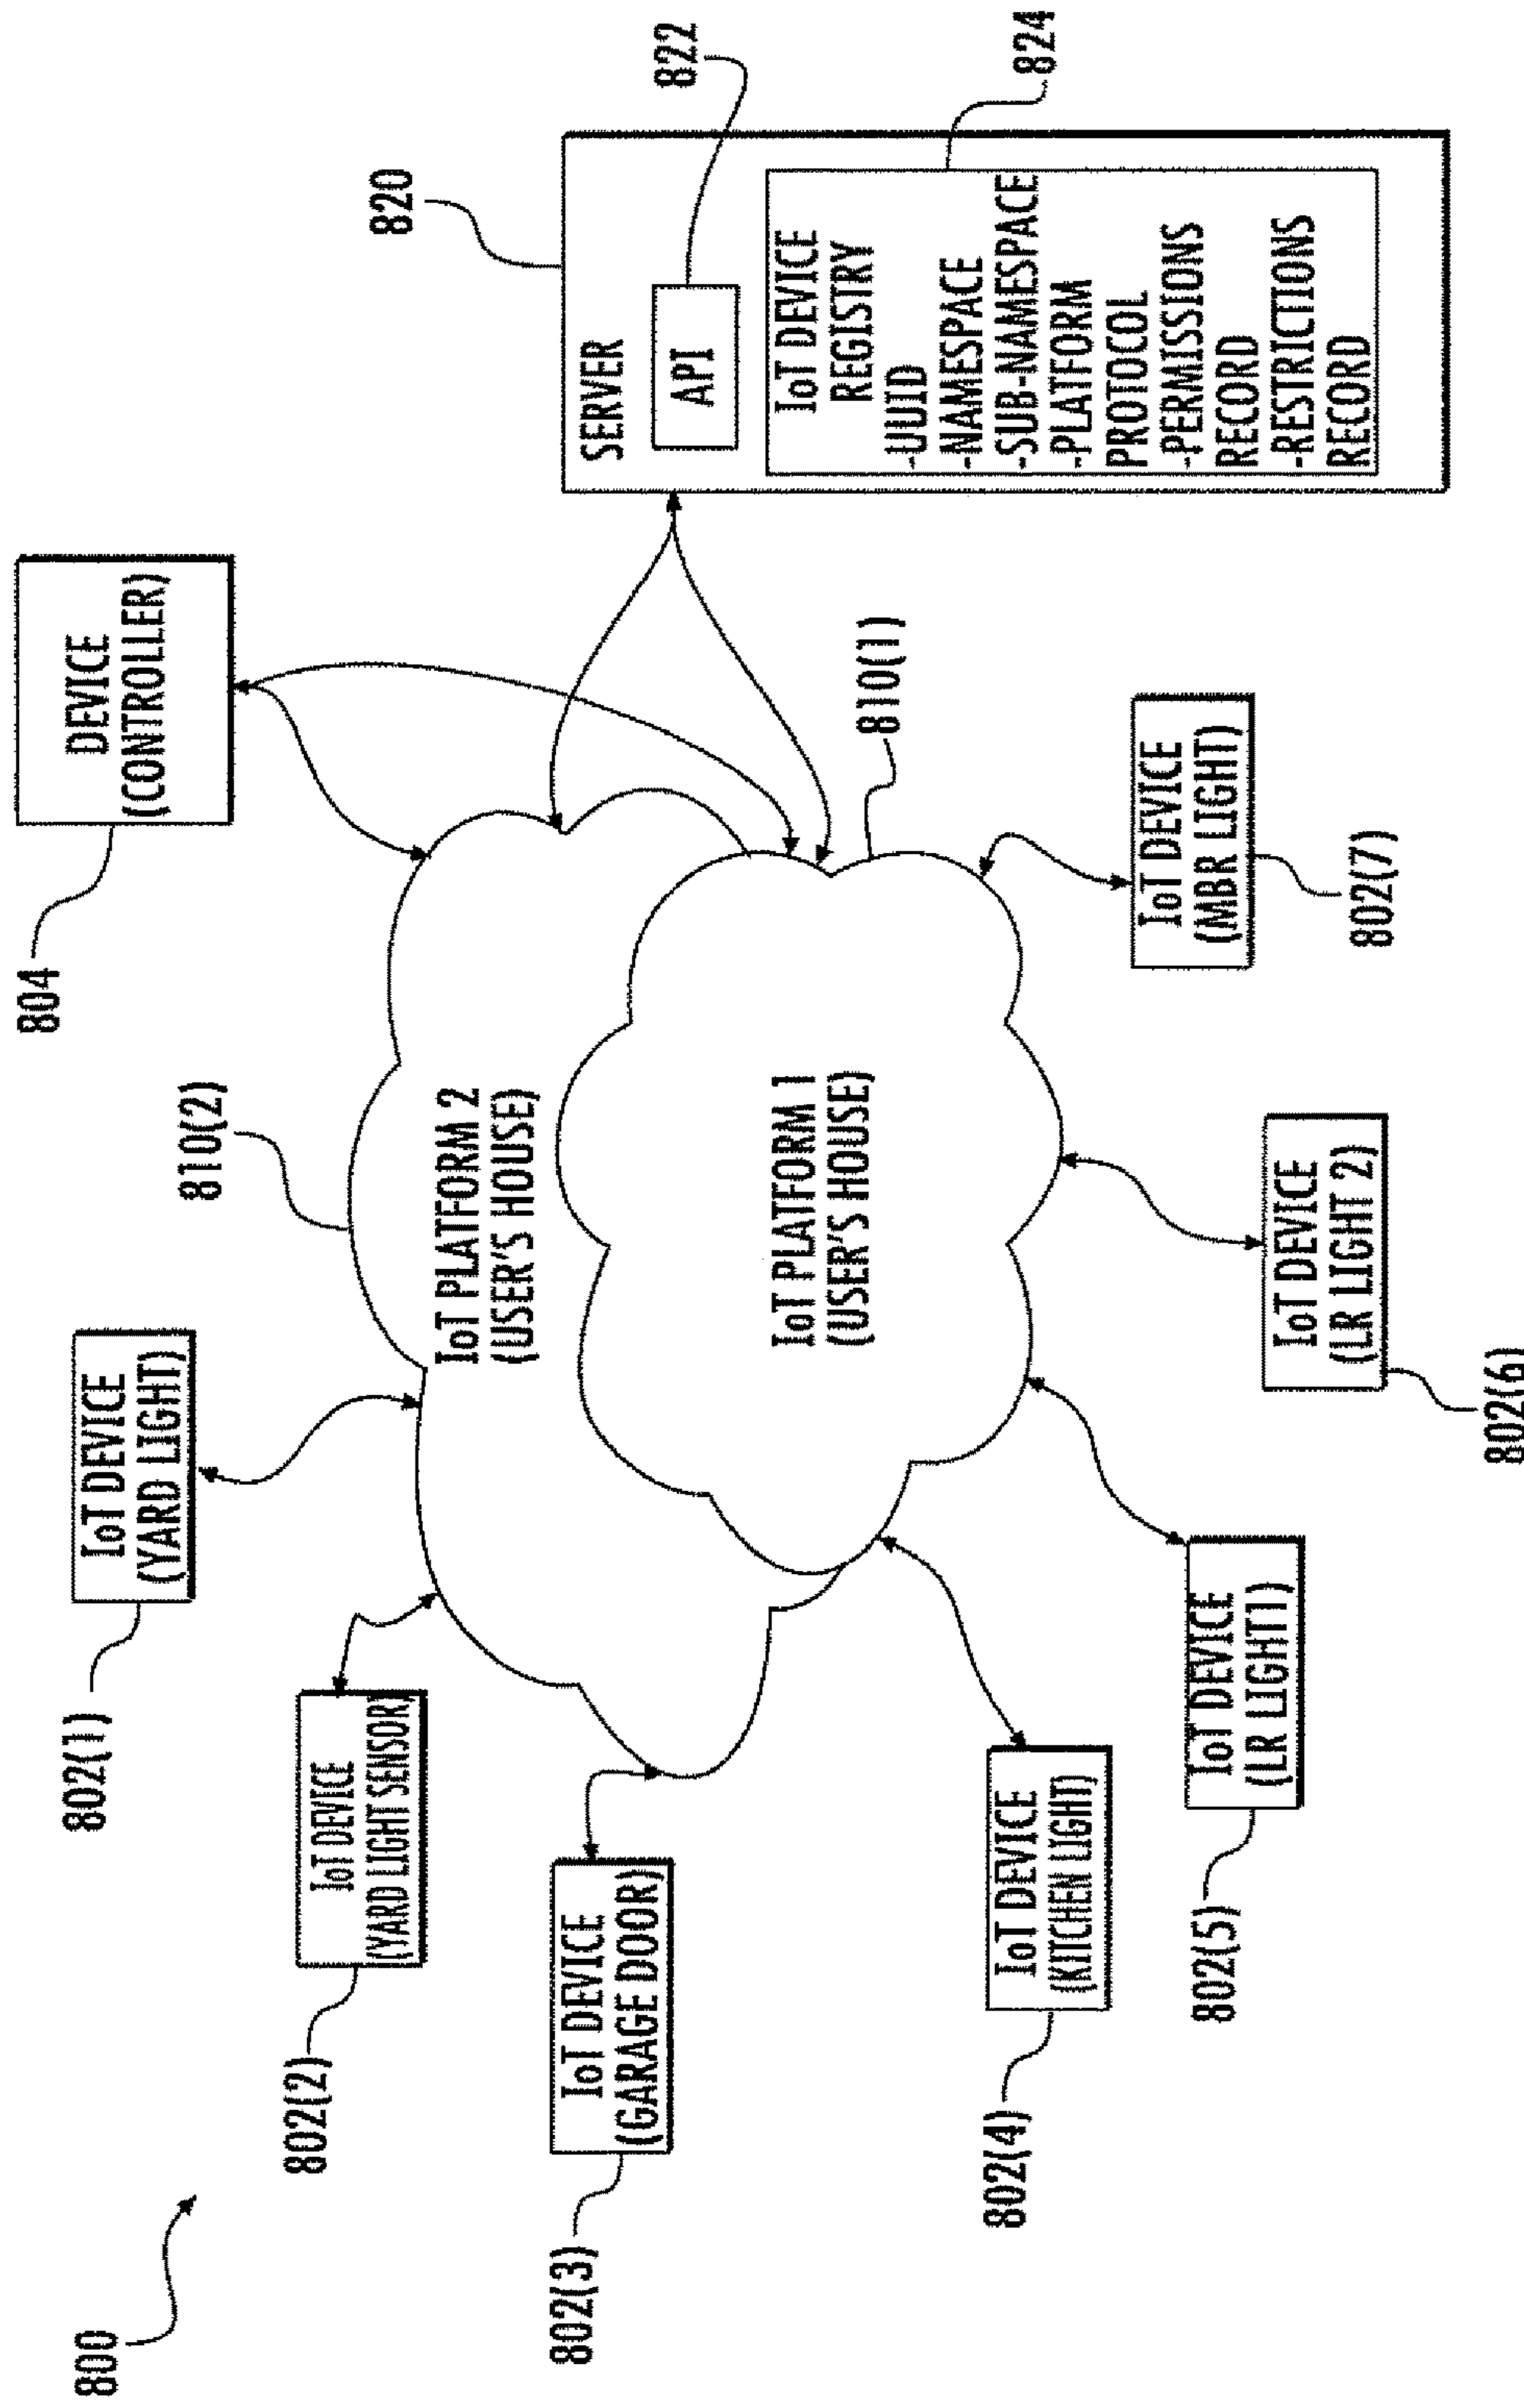 800
802(1)
IoT DEVICE
(YARD LIGHT)
810(2)
804
DEVICE
(CONTROLLER)
802(2)
IoT DEVICE
(YARD LIGHT SENSOR)
IoT PLATFORM 2
(USER'S HOUSE)
820
802(3)
IoT DEVICE
(GARAGE DOOR)
IoT PLATFORM 1
(USER'S HOUSE)
810(1)
SERVER
API
822
IoT DEVICE
REGISTRY
-UUID
-NAMESPACE
-SUB-NAMESPACE
-PLATFORM
PROTOCOL
-PERMISSIONS
RECORD
-RESTRICTIONS
RECORD
824
802(4)
IoT DEVICE
(KITCHEN LIGHT)
802(5)
IoT DEVICE
(LR LIGHT1)
IoT DEVICE
(LR LIGHT 2)
802(6)
IoT DEVICE
(MBR LIGHT)
802(7)